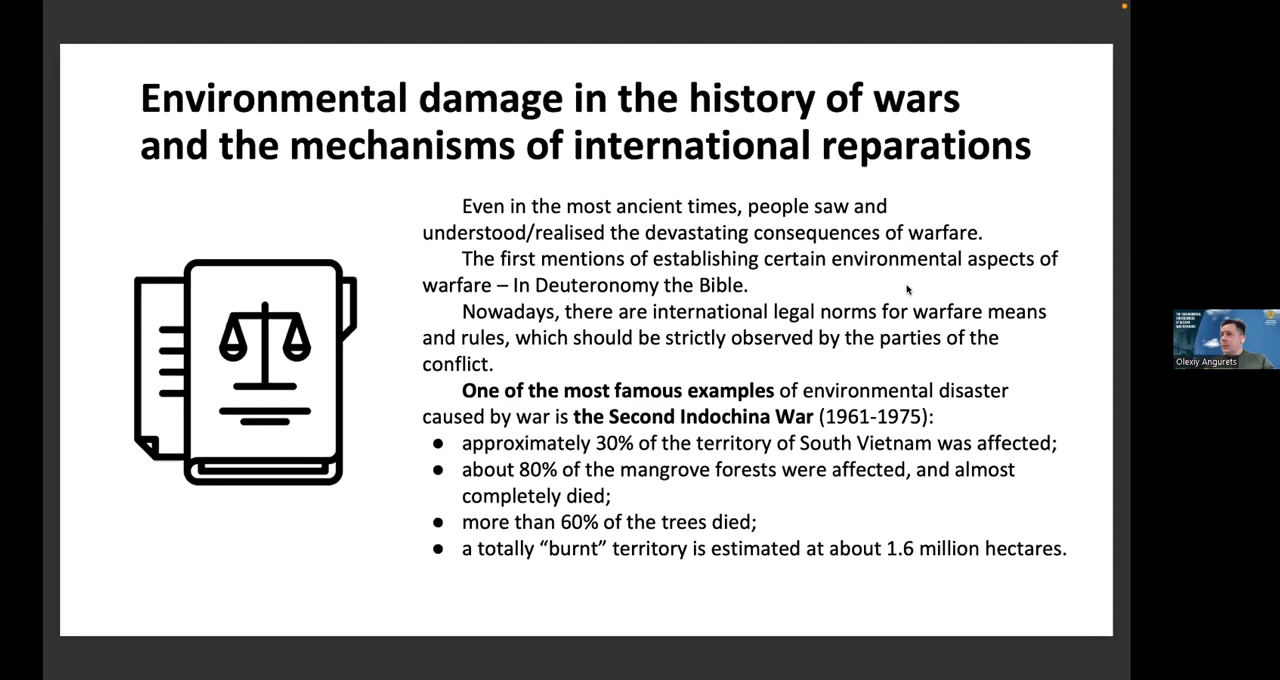 Environmental damage in the history of wars
and the mechanisms of international reparations
Even in the most ancient times, people saw and
understood/realised the devastating consequences of warfare.
The first mentions of establishing certain environmental aspects of
warfare – In Deuteronomy the Bible.
Nowadays, there are international legal norms for warfare means
and rules, which should be strictly observed by the parties of the
conflict.
One of the most famous examples of environmental disaster
caused by war is the Second Indochina War (1961-1975):
● approximately 30% of the territory of South Vietnam was affected;
● about 80% of the mangrove forests were affected, and almost
completely died;
● more than 60% of the trees died;
● a totally “burnt” territory is estimated at about 1.6 million hectares.
Olexiy Angurets